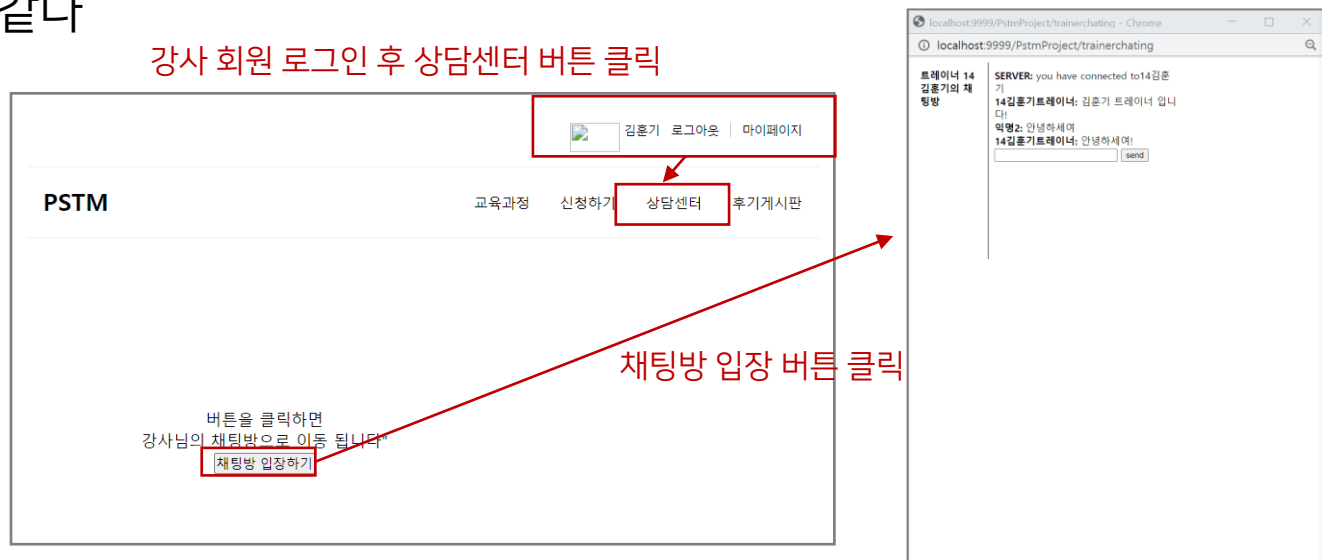 같다
강사 회원 로그인 후 상담센터 버튼 클릭
김훈기 로그아웃 | 마이페이지
PSTM
교육과정 신청하기 상담센터 후기게시판
채팅방 입장 버튼 클릭
버튼을 클릭하면
강사님의 채팅방으로 이동 됩니다"
채팅방 입장하기
localhost:9999/PstmProject/trainerchating - Chrome
localhost:9999/PstmProject/trainerchating
트레이너 14
김훈기의 채
팅방
SERVER: you have connected to14김훈
기
14김훈기트레이너: 김훈기 트레이너 입니
다!
익명2: 안녕하세여
14김훈기트레이너: 안녕하세여!
send